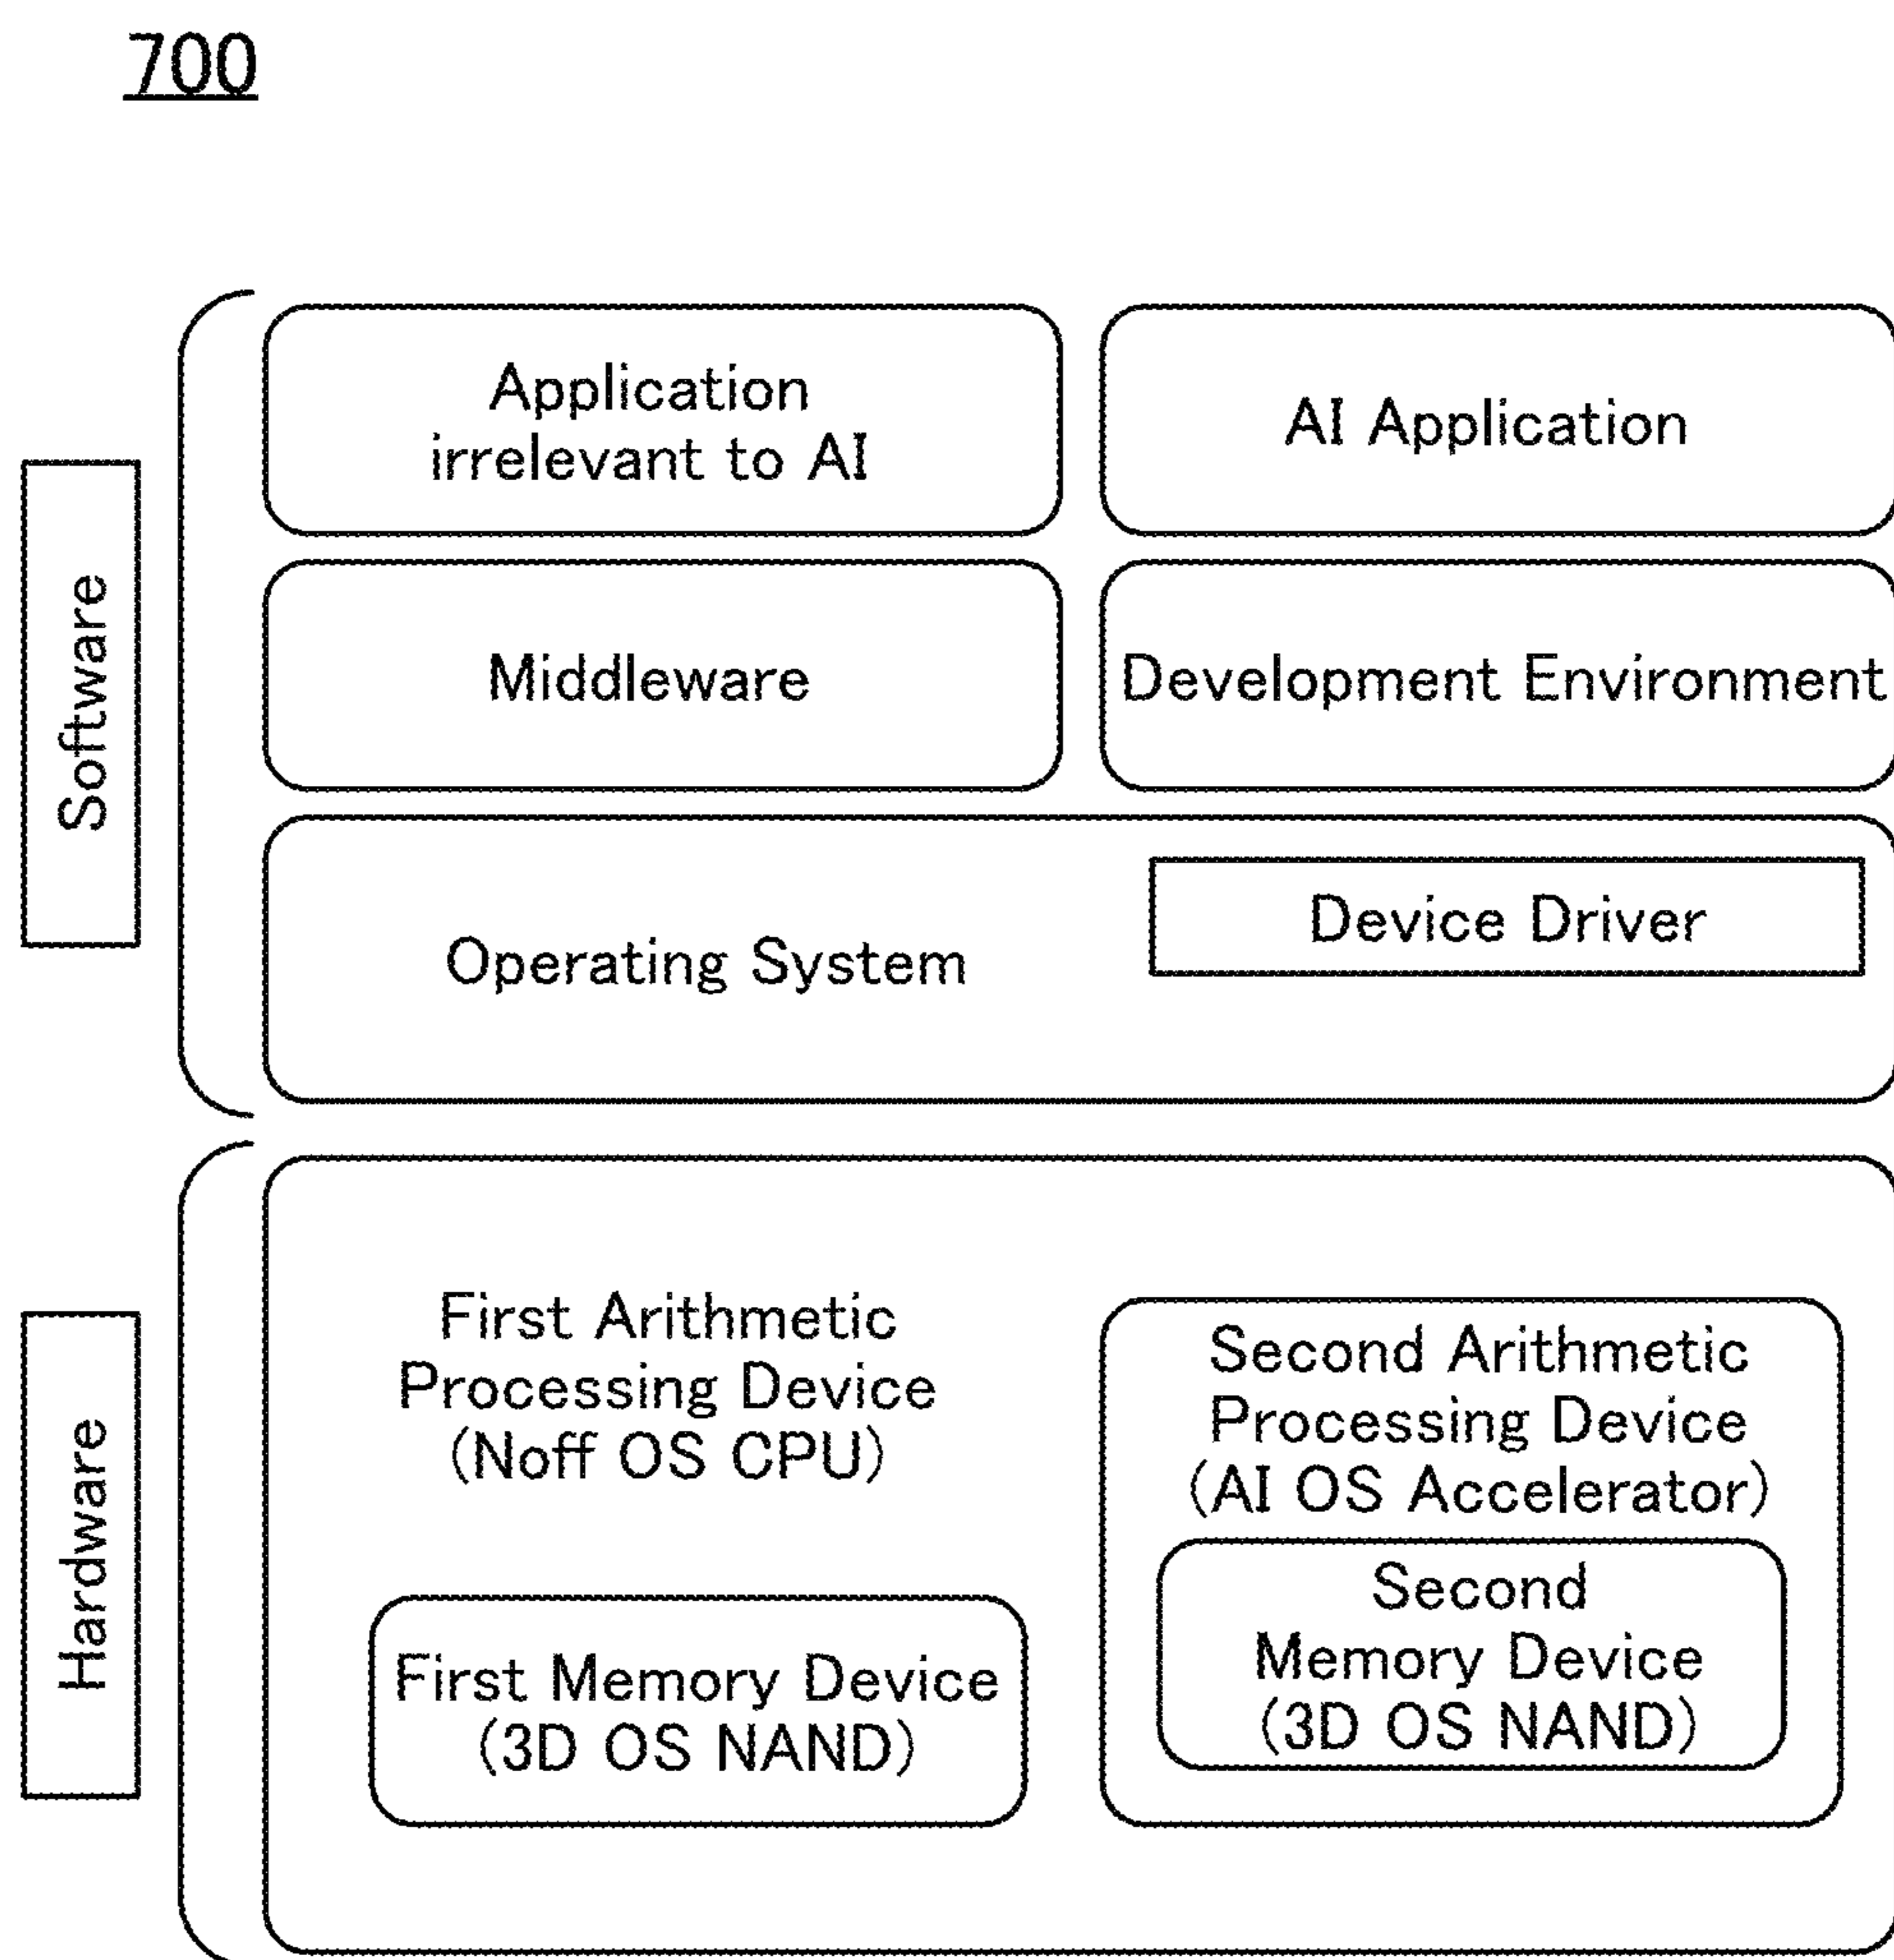 700
Software
Application
irrelevant to AI
AI Application
Middleware
Development Environment
Operating System
Device Driver
Hardware
First Arithmetic
Processing Device
(Noff OS CPU)
First Memory Device
(3D OS NAND)
Second Arithmetic
Processing Device
(AI OS Accelerator)
Second
Memory Device
(3D OS NAND)